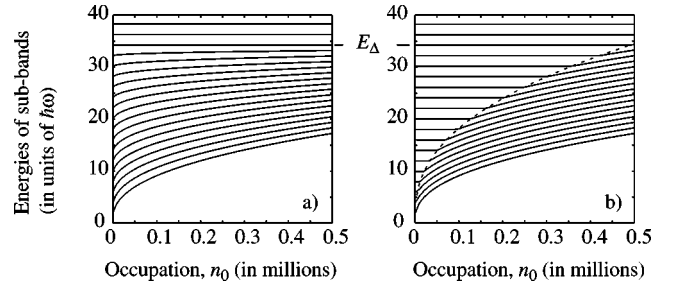 Energies of sub-bands
(in units of ħω)
40
30
20
10
0
0 0.1 0.2 0.3 0.4 0.5
a)
Occupation, n₀ (in millions)
E_Δ
40
30
20
10
0
0 0.1 0.2 0.3 0.4 0.5
b)
Occupation, n₀ (in millions)